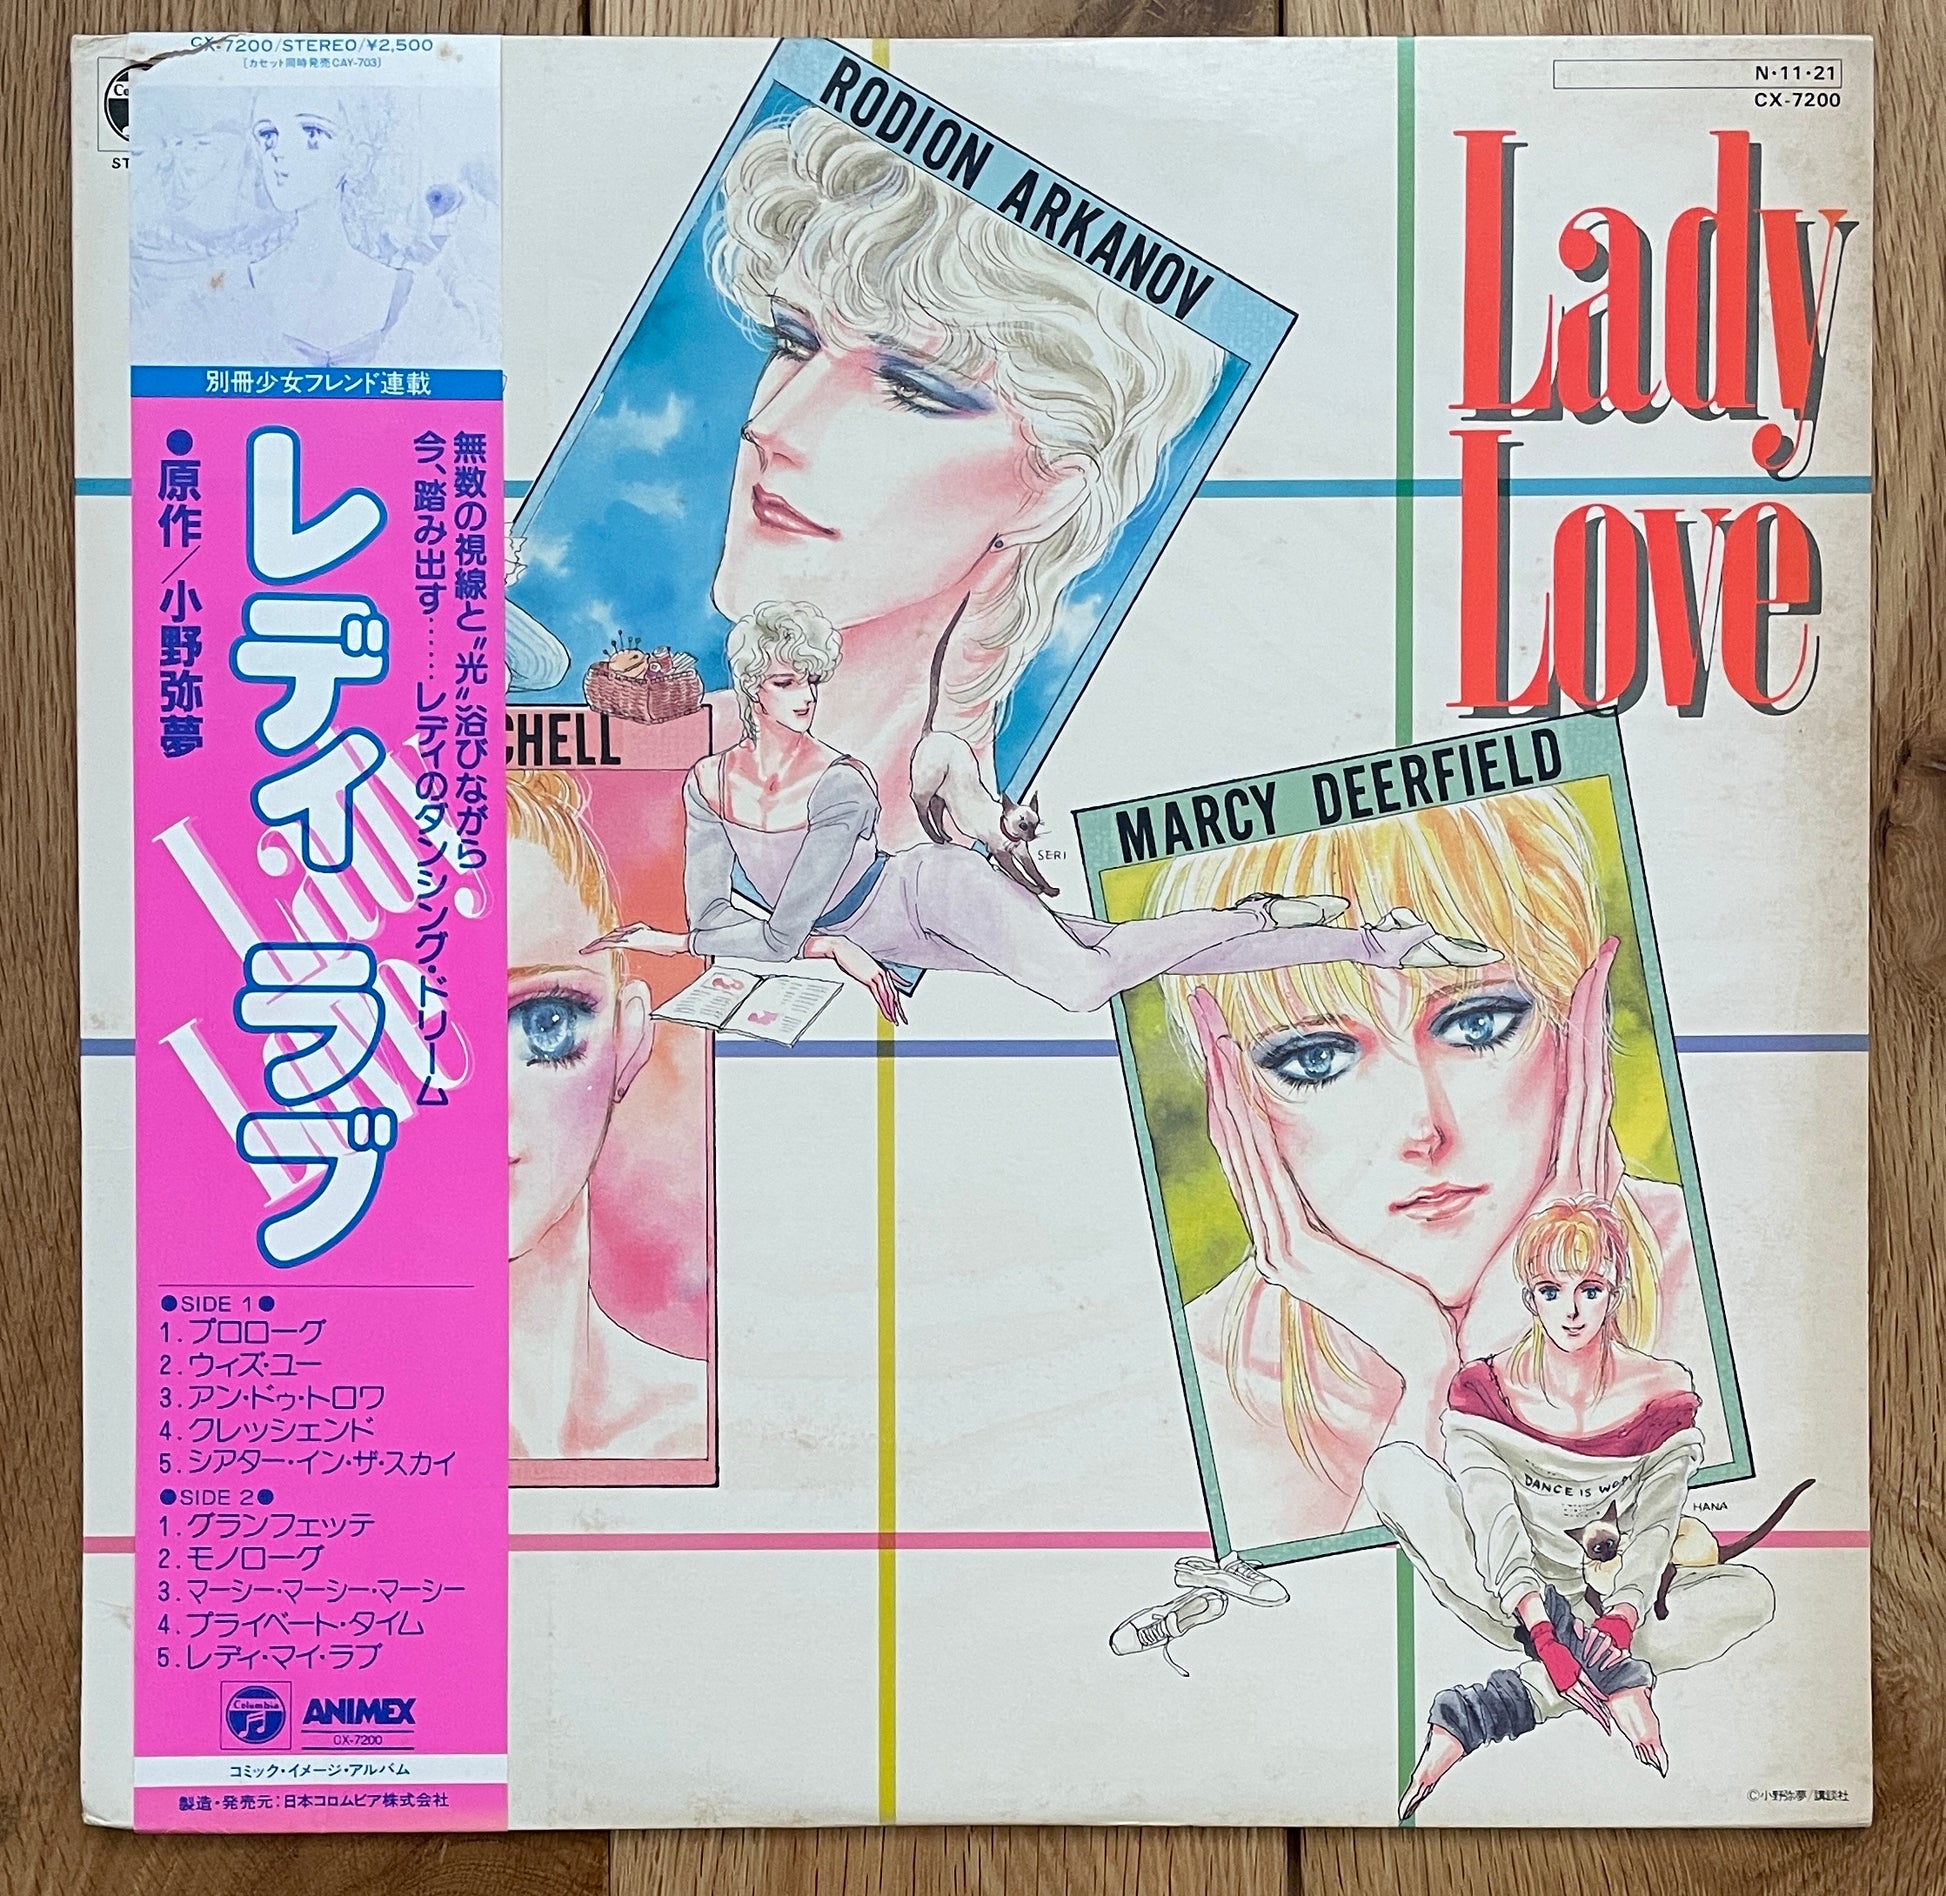 CX-7200/STEREO/¥2,500
〔カセット同時発売CAY-703〕
別冊少女フレンド連載
無数の視線と〝光〟浴びながら
今、踏み出す……レディのダンシング・ドリーム
レディ ラブ
●原作/小野弥夢
Lady
Love
●SIDE 1●
1.プロローグ
2.ウィズ・ユー
3.アン・ドゥ・トロワ
4.クレッシェンド
5.シアター・イン・ザ・スカイ
●SIDE 2●
1.グランフェッテ
2.モノローグ
3.マーシー・マーシー・マーシー
4.プライベート・タイム
5.レディ・マイ・ラブ
Columbia
ANIMEX
CX-7200
コミック・イメージ・アルバム
製造・発売元:日本コロムビア株式会社
N・11・21
CX-7200
Lady
Love
RODION ARKANOV
CHELL
SERI
MARCY DEERFIELD
DANCE IS
HANA
©小野弥夢/講談社